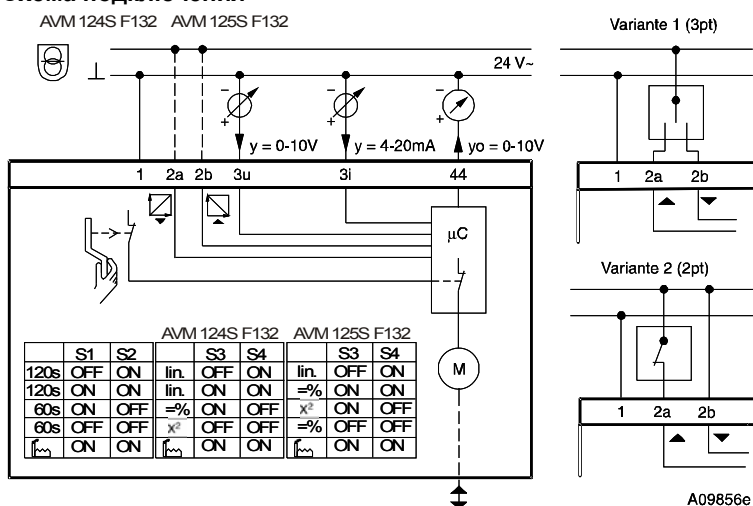 AVM 124S F132 AVM 125S F132
Variante 1 (3pt)
24 V~
y = 0-10V
y = 4-20mA
yo = 0-10V
1 2a 2b 3u 3i 44
1 2a 2b
µC
Variante 2 (2pt)
AVM 124S F132 AVM 125S F132
S1 S2 S3 S4 S3 S4
120s OFF ON lin. OFF ON lin. OFF ON
120s ON ON lin. ON ON =% ON ON
60s ON OFF =% ON OFF x² ON OFF
60s OFF OFF x² OFF OFF =% OFF OFF
ON ON ON ON ON ON
M
1 2a 2b
A09856e